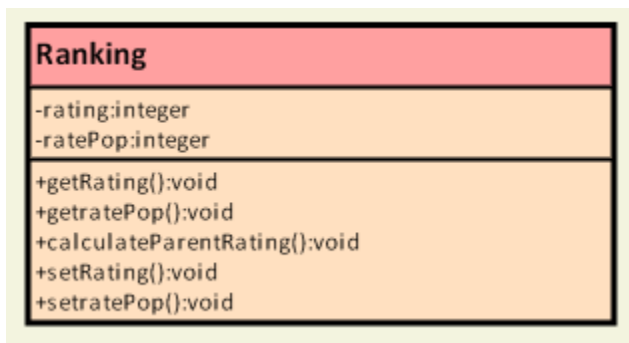 Ranking
-rating:integer
-ratePop:integer
+getRating():void
+getratePop():void
+calculateParentRating():void
+setRating():void
+setratePop():void